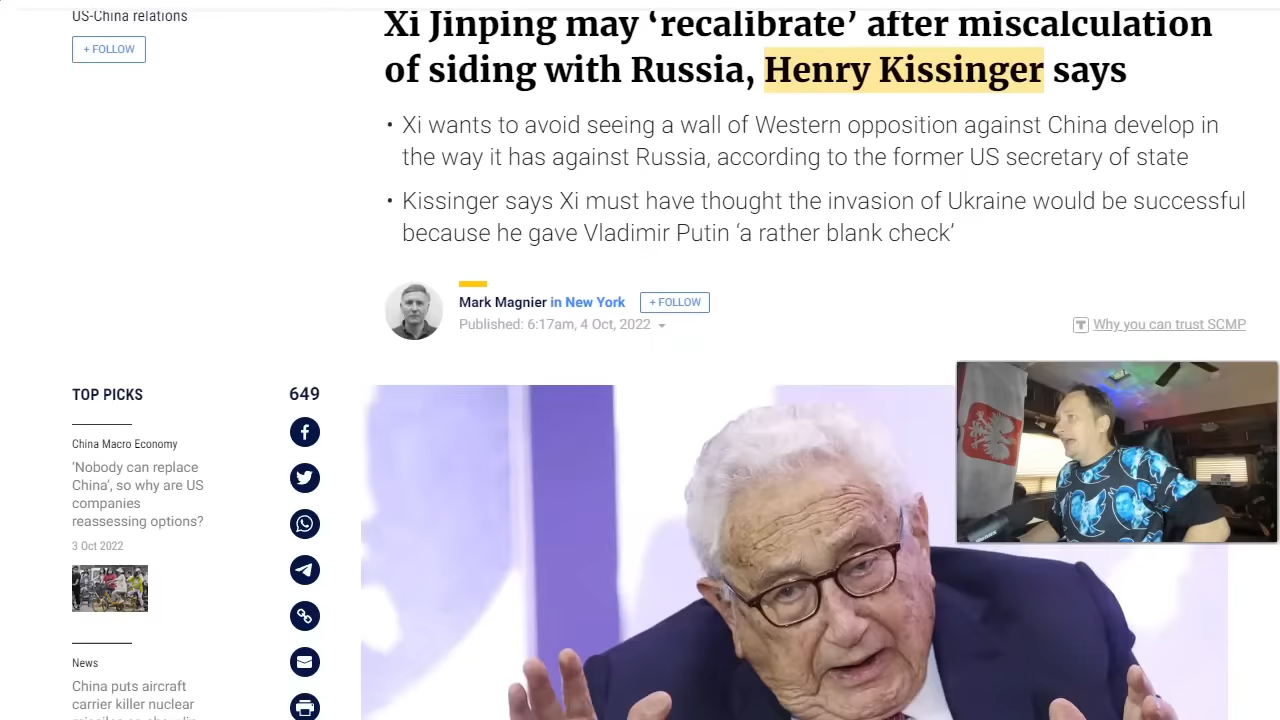 US-China relations
+ FOLLOW
Xi Jinping may ‘recalibrate’ after miscalculation
of siding with Russia, Henry Kissinger says
• Xi wants to avoid seeing a wall of Western opposition against China develop in
the way it has against Russia, according to the former US secretary of state
• Kissinger says Xi must have thought the invasion of Ukraine would be successful
because he gave Vladimir Putin ‘a rather blank check’
Mark Magnier in New York
+ FOLLOW
Published: 6:17am, 4 Oct, 2022
Why you can trust SCMP
TOP PICKS
649
China Macro Economy
‘Nobody can replace
China’, so why are US
companies
reassessing options?
3 Oct 2022
News
China puts aircraft
carrier killer nuclear